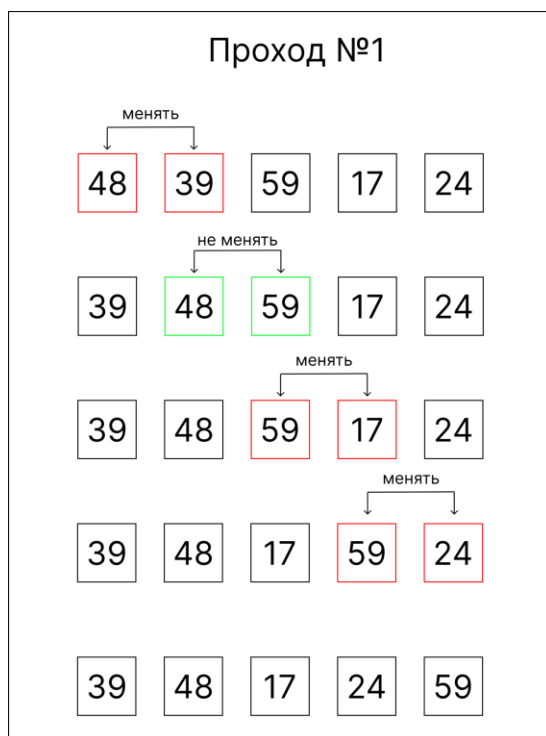 Проход №1
менять
48 39 59 17 24
не менять
39 48 59 17 24
менять
39 48 59 17 24
менять
39 48 17 59 24
39 48 17 24 59